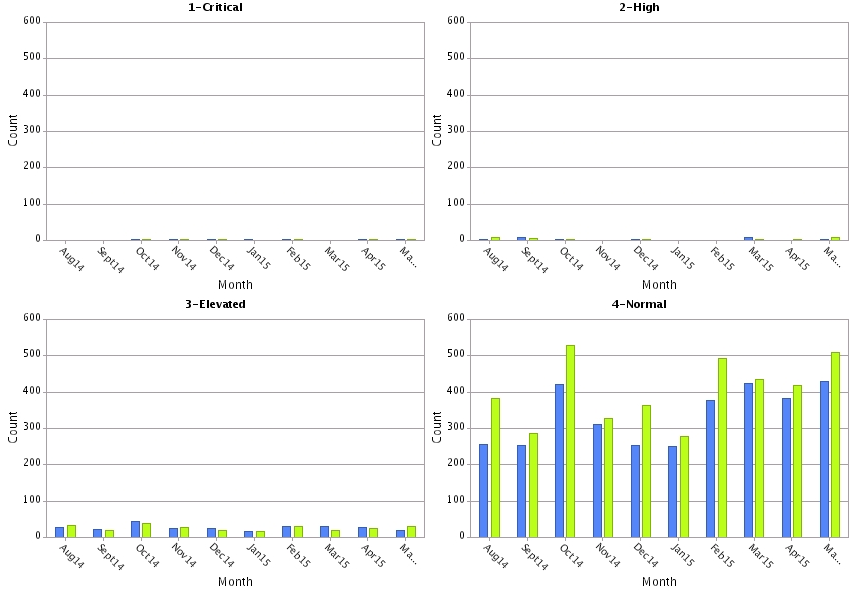 1-Critical
600
500
400
300
200
100
0
Count
Aug14
Sept14
Oct14
Nov14
Dec14
Jan15
Feb15
Mar15
Apr15
Ma...
Month
2-High
600
500
400
300
200
100
0
Count
Aug14
Sept14
Oct14
Nov14
Dec14
Jan15
Feb15
Mar15
Apr15
Ma...
Month
3-Elevated
600
500
400
300
200
100
0
Count
Aug14
Sept14
Oct14
Nov14
Dec14
Jan15
Feb15
Mar15
Apr15
Ma...
Month
4-Normal
600
500
400
300
200
100
0
Count
Aug14
Sept14
Oct14
Nov14
Dec14
Jan15
Feb15
Mar15
Apr15
Ma...
Month